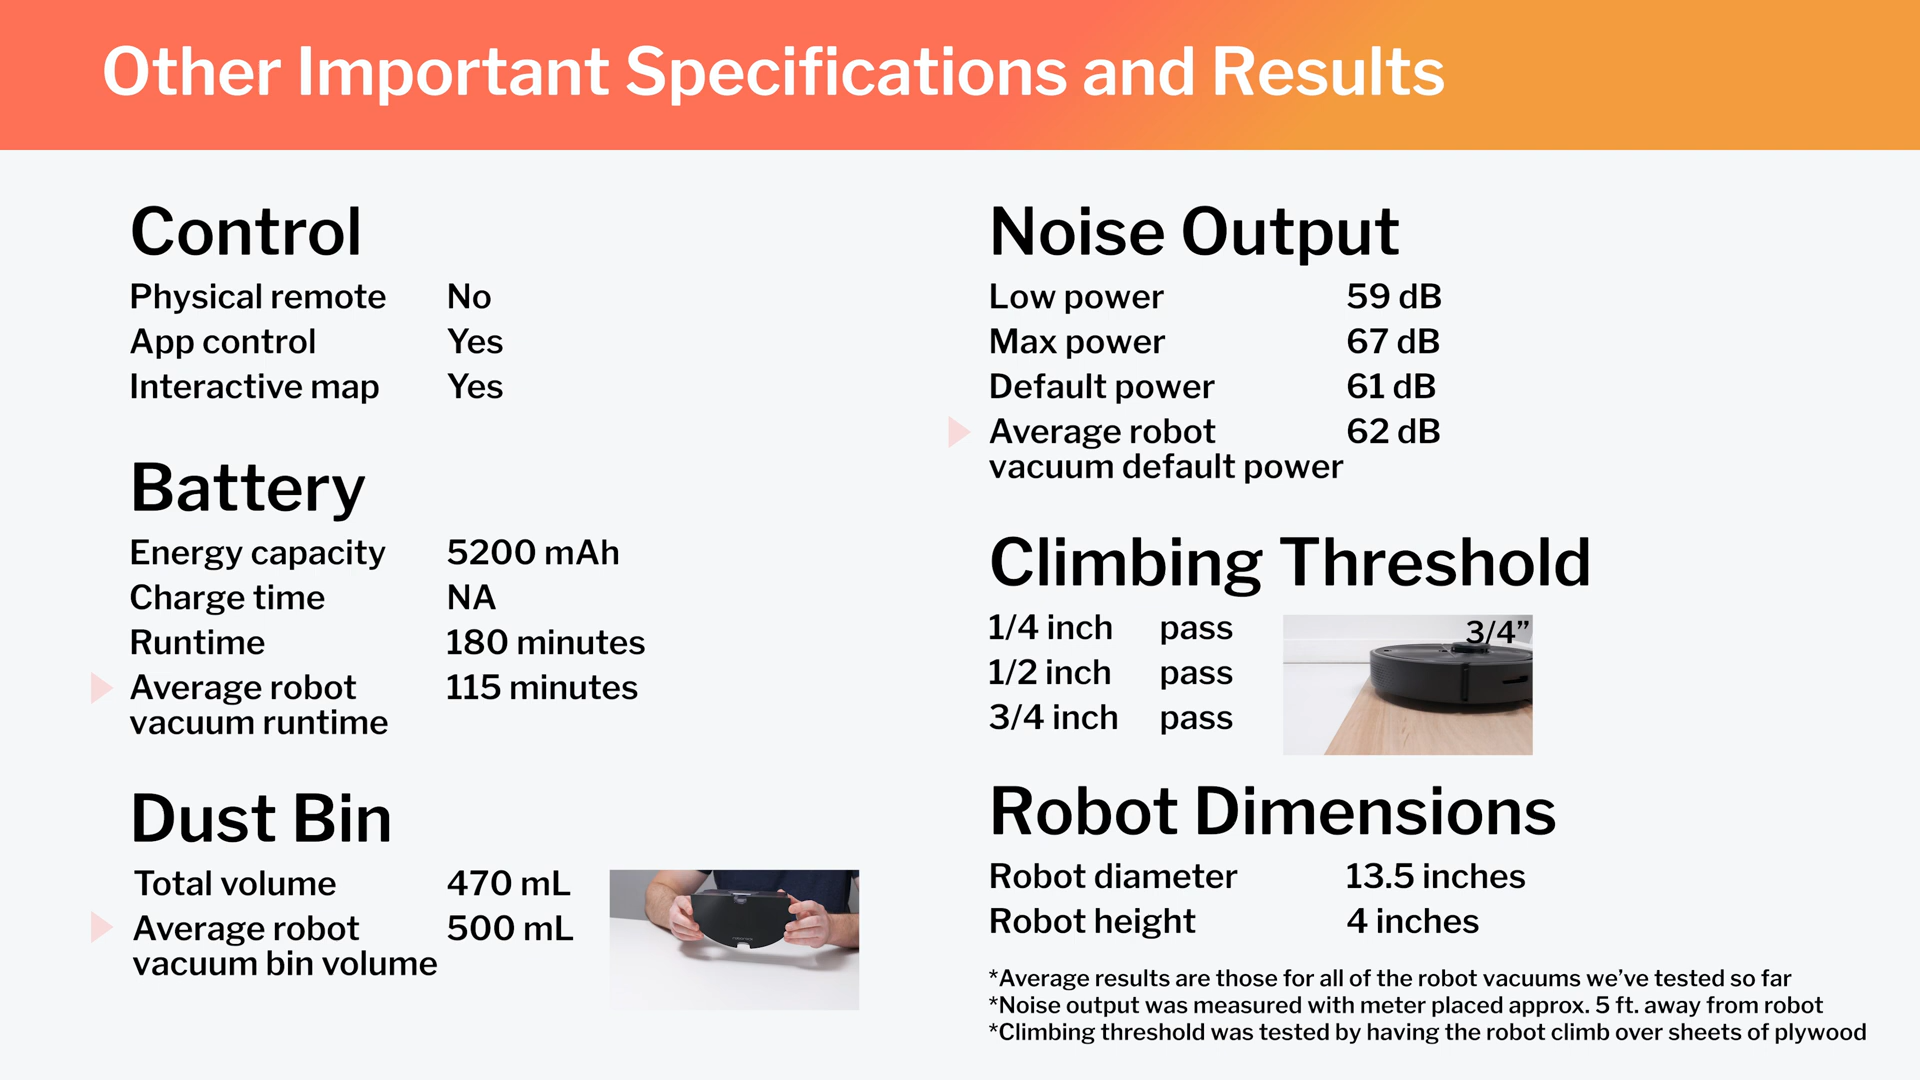 Other Important Specifications and Results
Control
Physical remote No
App control Yes
Interactive map Yes
Battery
Energy capacity 5200 mAh
Charge time NA
Runtime 180 minutes
Average robot 115 minutes
vacuum runtime
Dust Bin
Total volume 470 mL
Average robot 500 mL
vacuum bin volume
Noise Output
Low power 59 dB
Max power 67 dB
Default power 61 dB
Average robot 62 dB
vacuum default power
Climbing Threshold
1/4 inch pass
1/2 inch pass
3/4 inch pass
3/4”
Robot Dimensions
Robot diameter 13.5 inches
Robot height 4 inches
*Average results are those for all of the robot vacuums we’ve tested so far
*Noise output was measured with meter placed approx. 5 ft. away from robot
*Climbing threshold was tested by having the robot climb over sheets of plywood